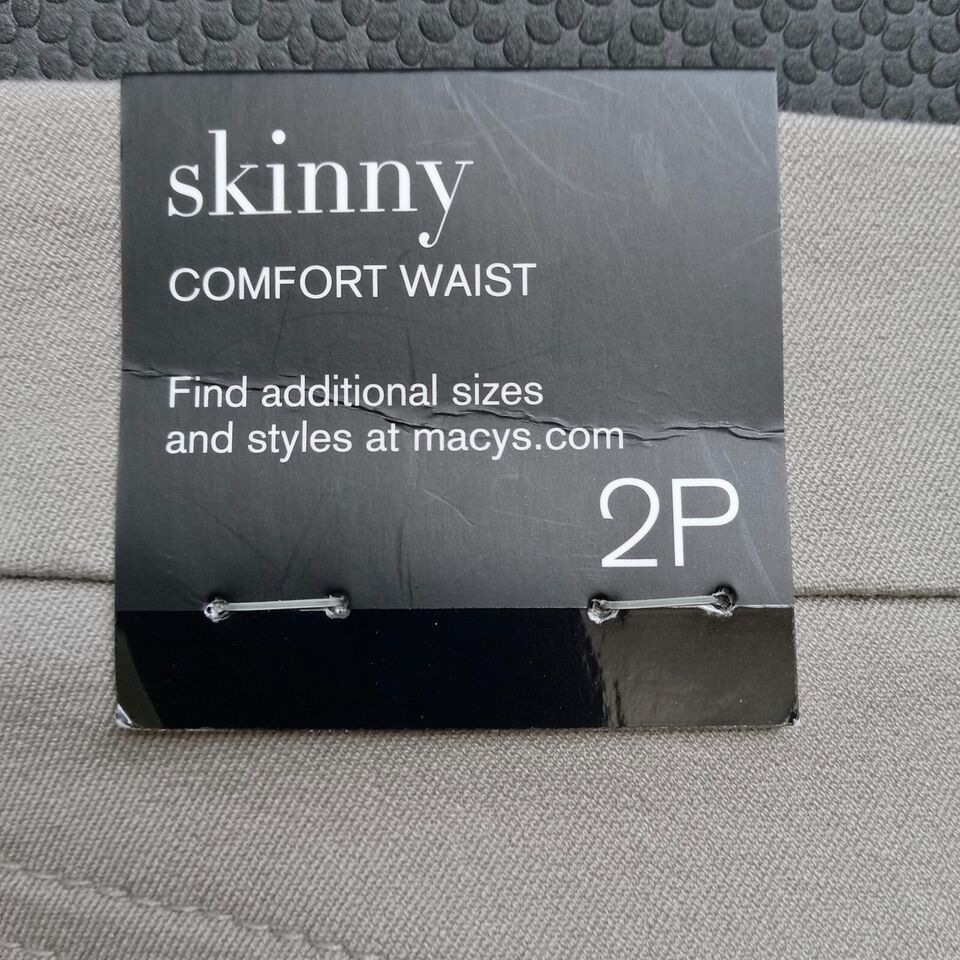 skinny
COMFORT WAIST
Find additional sizes
and styles at macys.com
2P